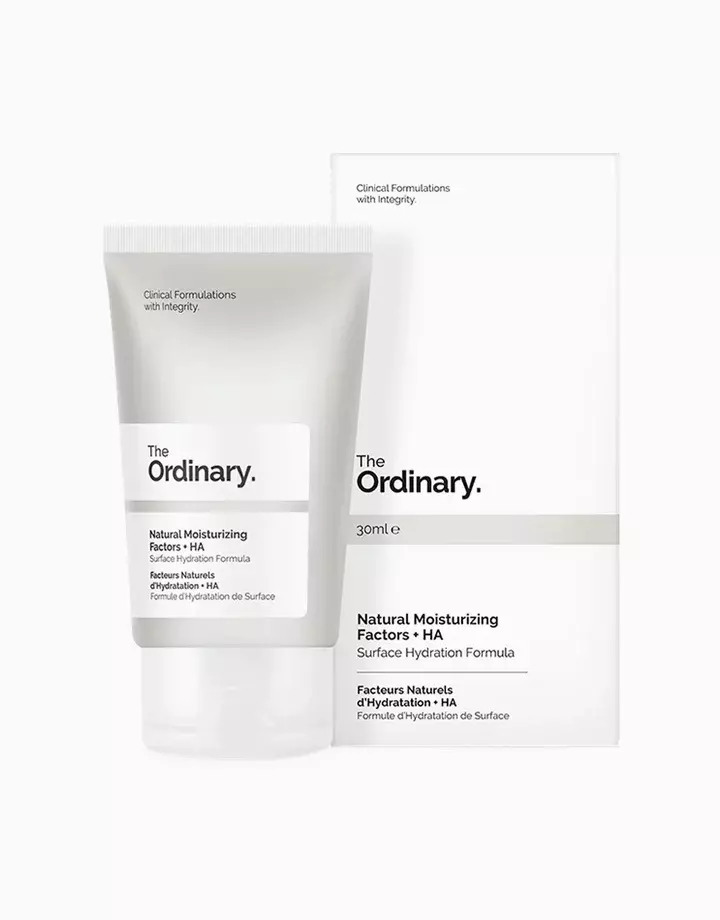 Clinical Formulations
with Integrity.
The
Ordinary.
Natural Moisturizing
Factors + HA
Surface Hydration Formula
Facteurs Naturels
d'Hydratation + HA
Formule d'Hydratation de Surface
Clinical Formulations
with Integrity.
The
Ordinary.
30ml e
Natural Moisturizing
Factors + HA
Surface Hydration Formula
Facteurs Naturels
d'Hydratation + HA
Formule d'Hydratation de Surface